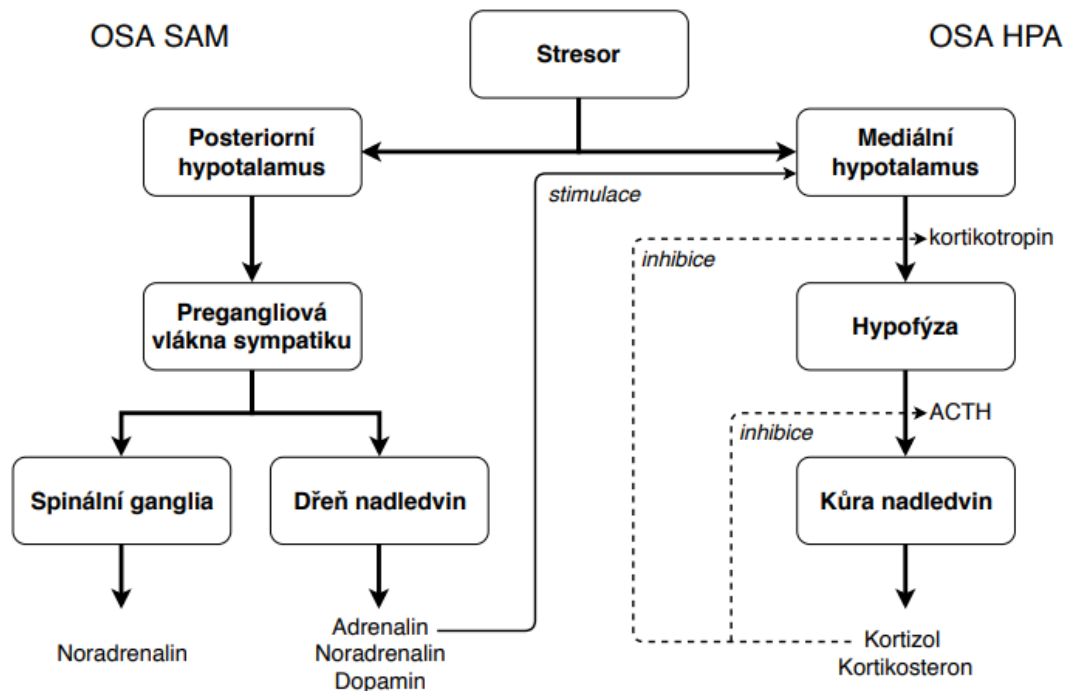 OSA SAM
OSA HPA
Stresor
Posteriorní
hypotalamus
Mediální
hypotalamus
stimulace
kortikotropin
inhibice
Pregangliová
vlákna sympatiku
Hypofýza
ACTH
inhibice
Spinální ganglia
Dřeň nadledvin
Kůra nadledvin
Noradrenalin
Adrenalin
Noradrenalin
Dopamin
Kortizol
Kortikosteron